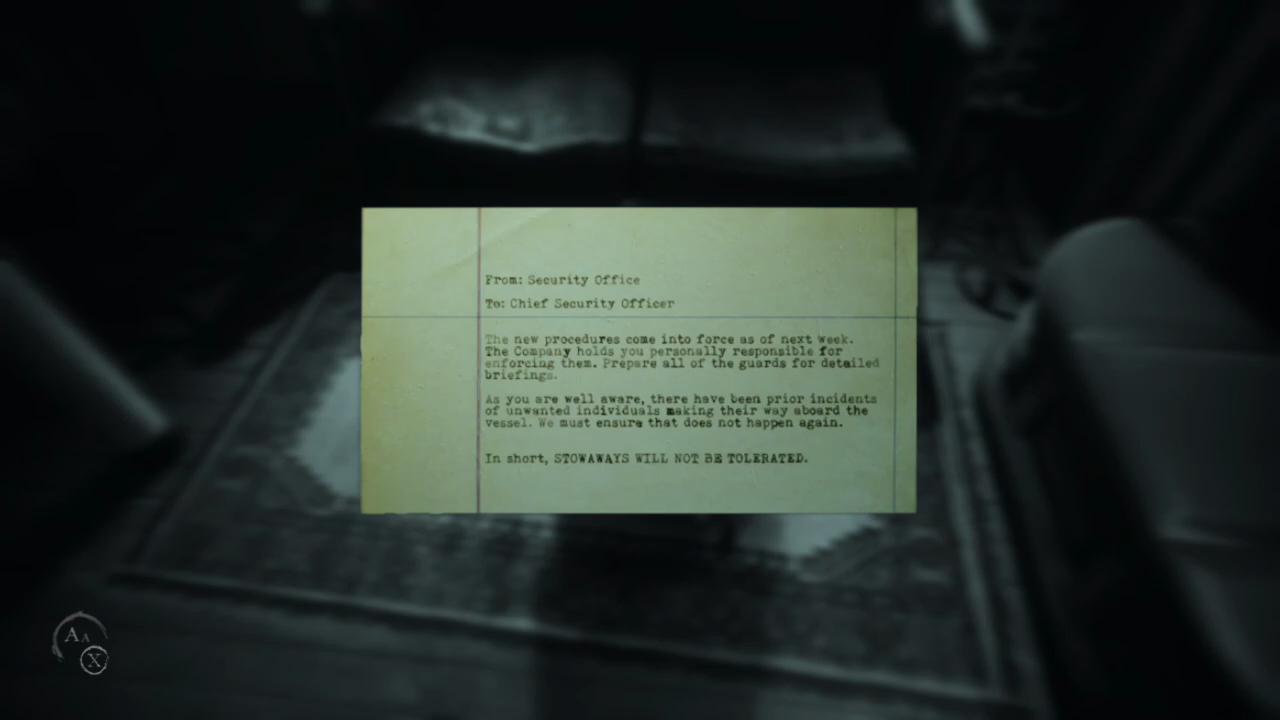 From: Security Office
To: Chief Security Officer
The new procedures come into force as of next week.
The Company holds you personally responsible for
enforcing them. Prepare all of the guards for detailed
briefings.
As you are well aware, there have been prior incidents
of unwanted individuals making their way aboard the
vessel. We must ensure that does not happen again.
In short, STOWAWAYS WILL NOT BE TOLERATED.
A A
X